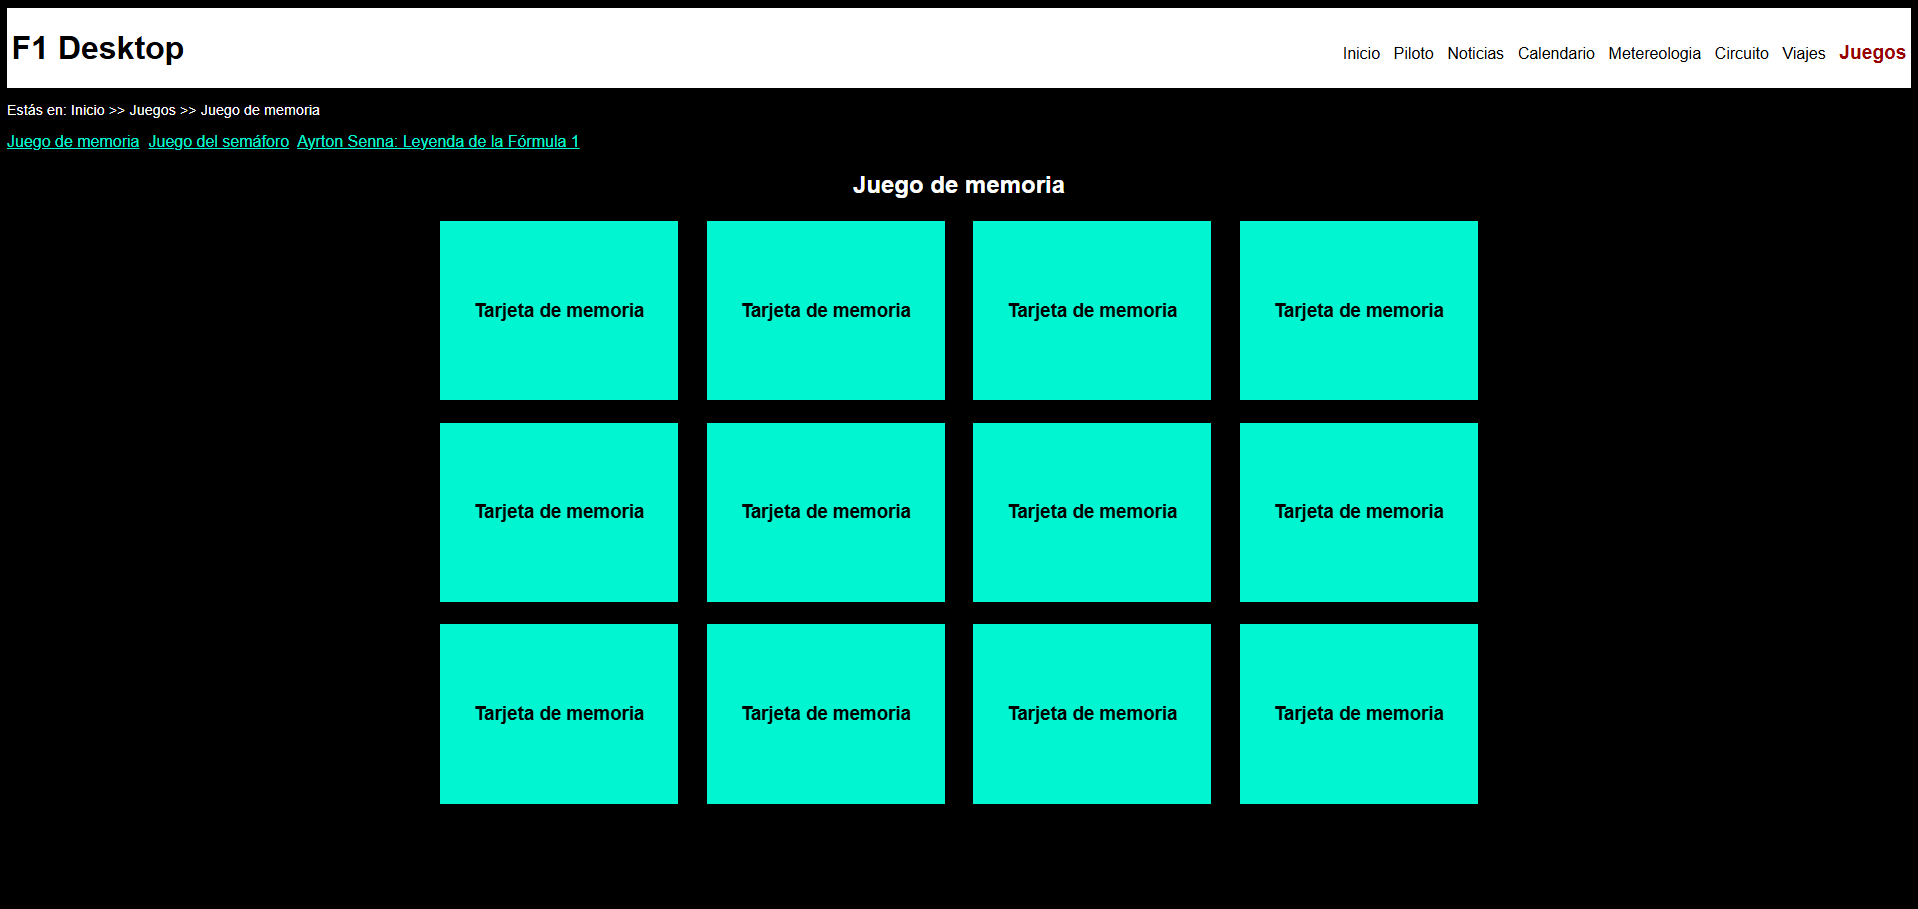 F1 Desktop
Inicio Piloto Noticias Calendario Metereologia Circuito Viajes Juegos
Estás en: Inicio >> Juegos >> Juego de memoria
Juego de memoria Juego del semáforo Ayrton Senna: Leyenda de la Fórmula 1
Juego de memoria
Tarjeta de memoria Tarjeta de memoria Tarjeta de memoria Tarjeta de memoria
Tarjeta de memoria Tarjeta de memoria Tarjeta de memoria Tarjeta de memoria
Tarjeta de memoria Tarjeta de memoria Tarjeta de memoria Tarjeta de memoria